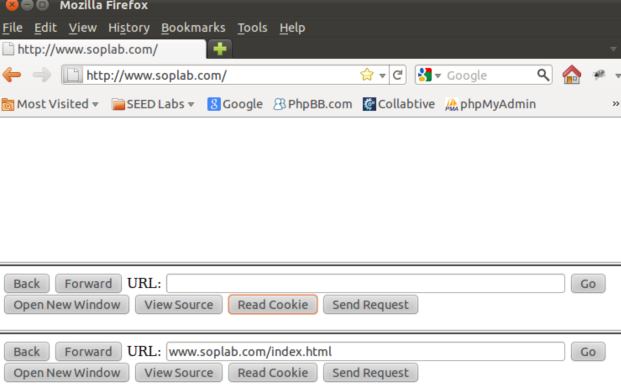 Mozilla Firefox
File Edit View History Bookmarks Tools Help
http://www.soplab.com/
http://www.soplab.com/ Google
Most Visited SEED Labs Google PhpBB.com Collabtive PMA phpMyAdmin »
Back Forward URL: Go
Open New Window View Source Read Cookie Send Request
Back Forward URL: www.soplab.com/index.html Go
Open New Window View Source Read Cookie Send Request